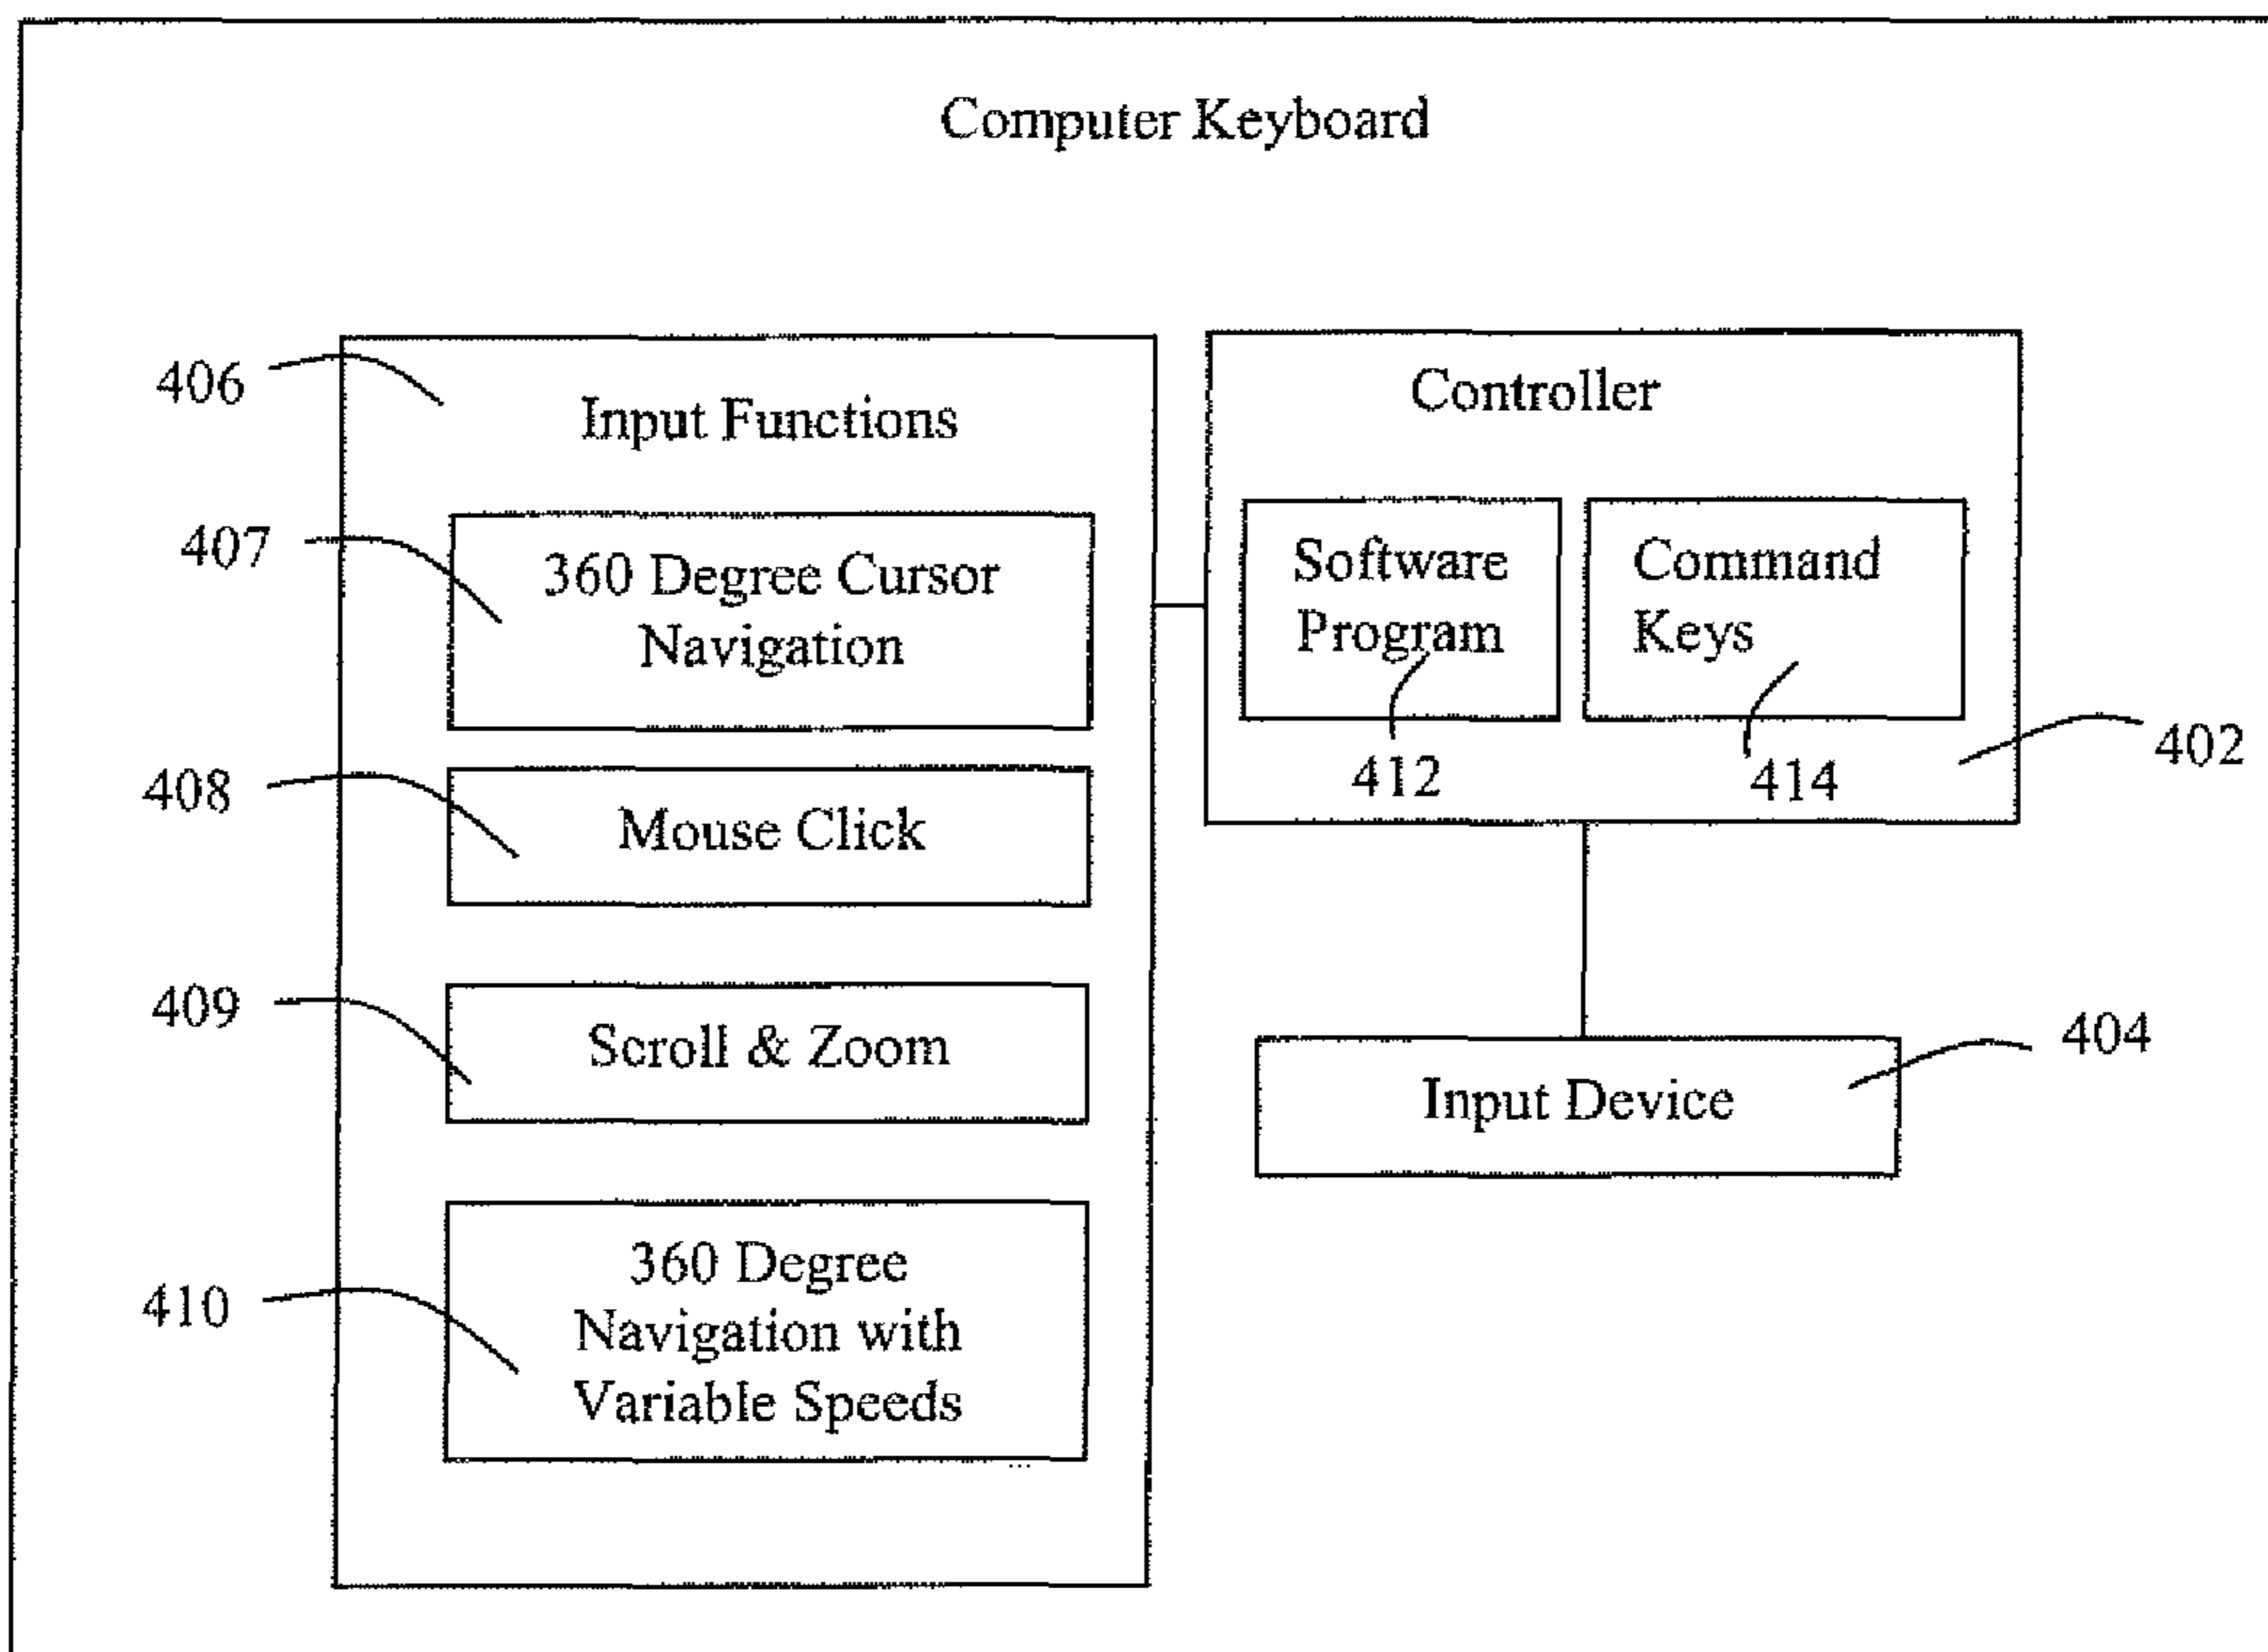 Computer Keyboard
406
Input Functions
407
360 Degree Cursor
Navigation
408
Mouse Click
409
Scroll & Zoom
410
360 Degree
Navigation with
Variable Speeds
Controller
Software
Program
412
Command
Keys
414
402
404
Input Device